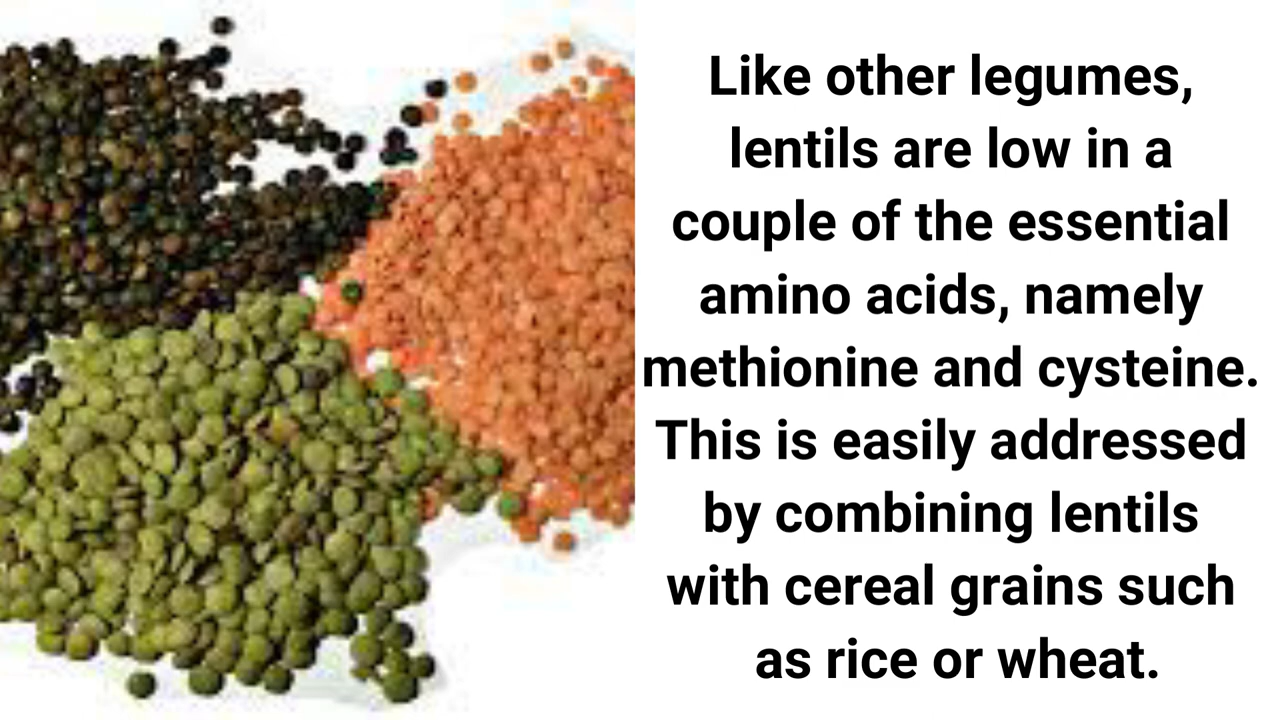 Like other legumes,
lentils are low in a
couple of the essential
amino acids, namely
methionine and cysteine.
This is easily addressed
by combining lentils
with cereal grains such
as rice or wheat.